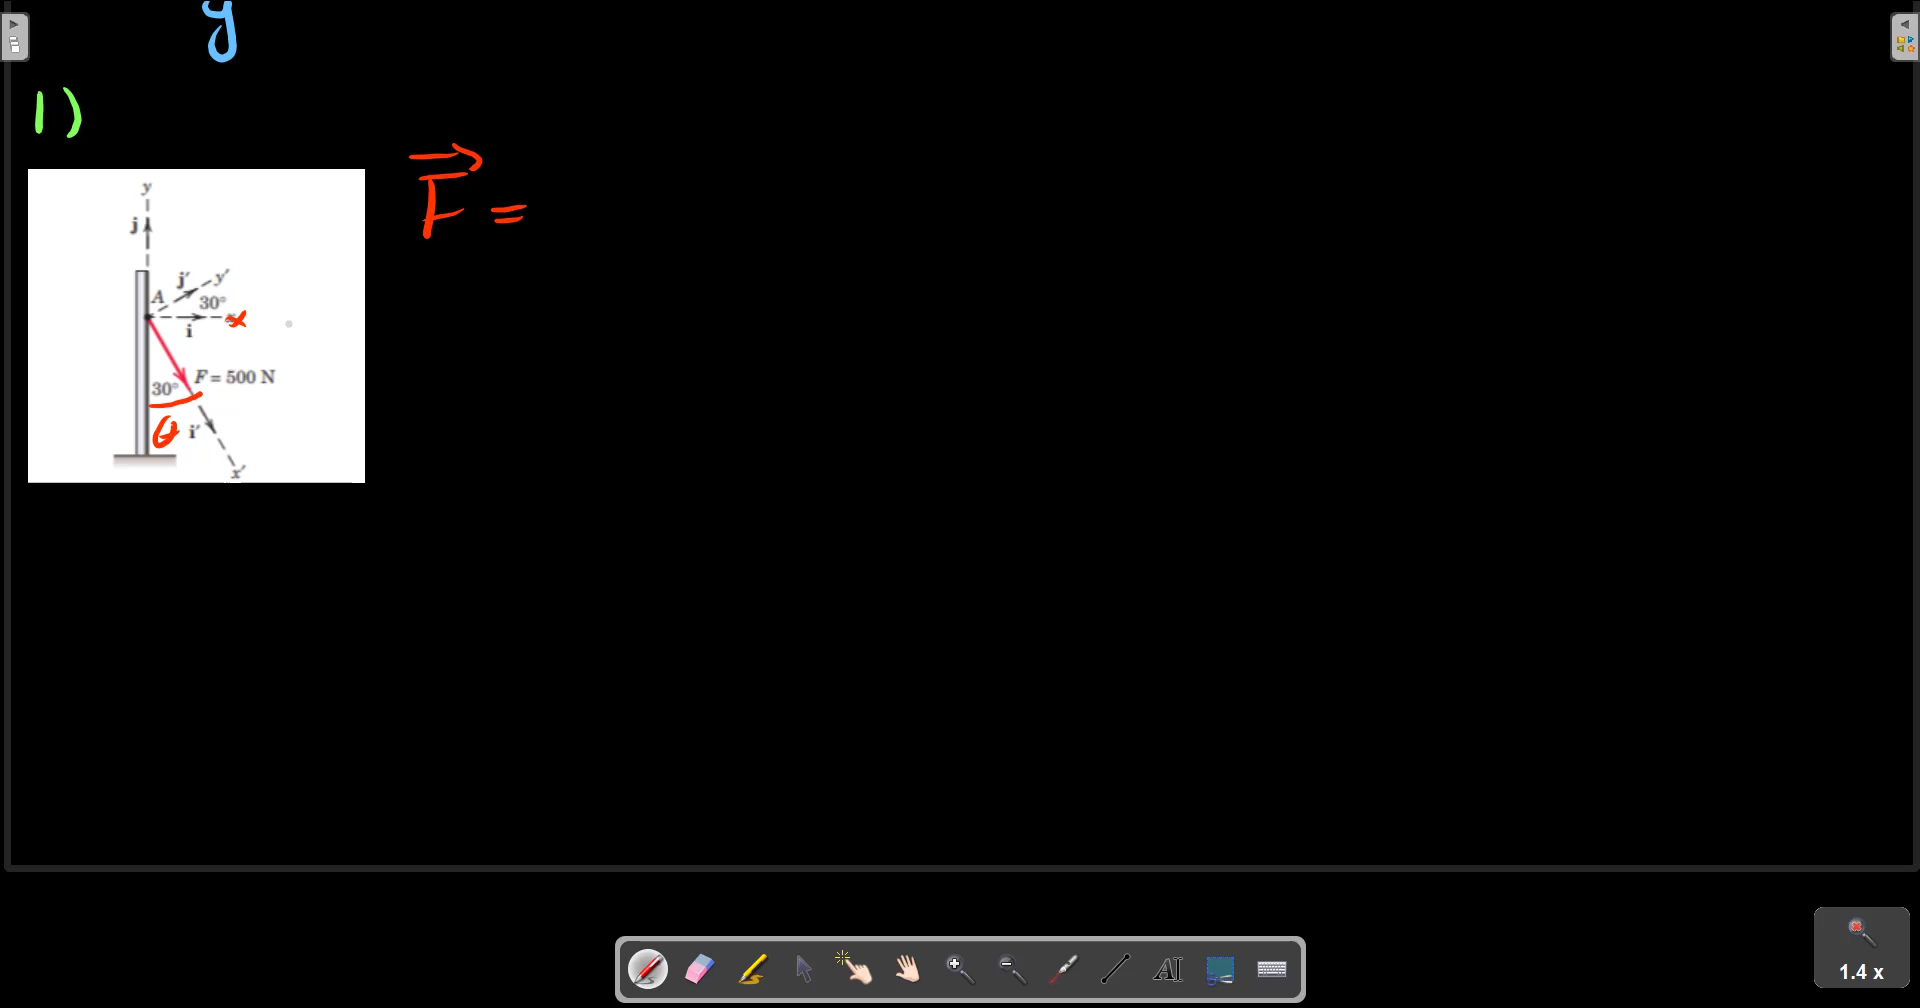 y
1)
F =
y
j
j′ y′
A 30°
i x
30° F = 500 N
θ i′
x′
1.4 x